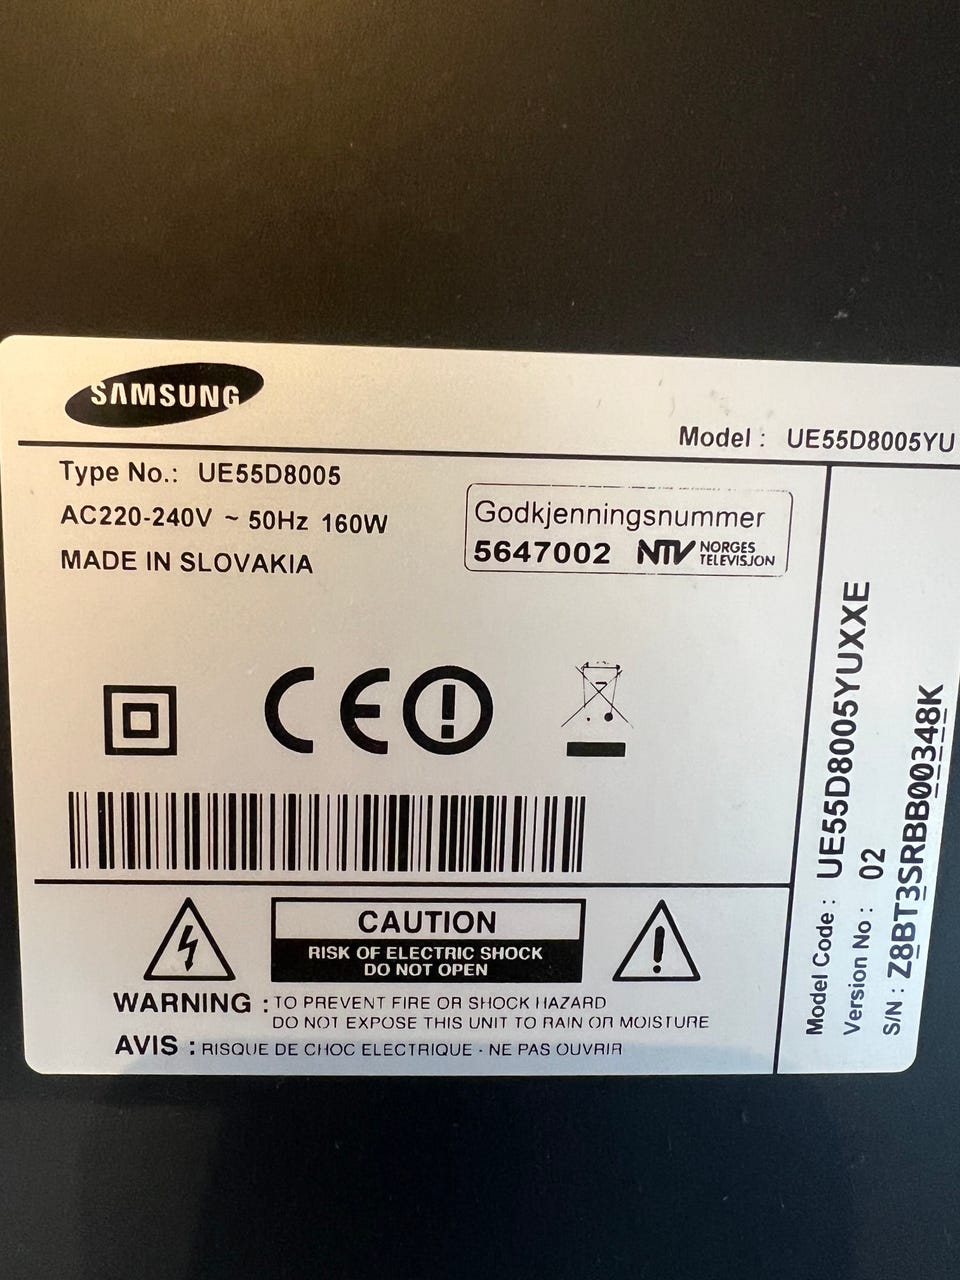 SAMSUNG
Model : UE55D8005YU
Type No.: UE55D8005
AC220-240V ~ 50Hz 160W
MADE IN SLOVAKIA
Godkjenningsnummer
5647002 NTV NORGES
TELEVISJON
CE
CAUTION
RISK OF ELECTRIC SHOCK
DO NOT OPEN
WARNING : TO PREVENT FIRE OR SHOCK HAZARD
DO NOT EXPOSE THIS UNIT TO RAIN OR MOISTURE
AVIS : RISQUE DE CHOC ELECTRIQUE - NE PAS OUVRIR
Model Code : UE55D8005YUXXE
Version No : 02
S/N : Z8BT3SRBB00348K